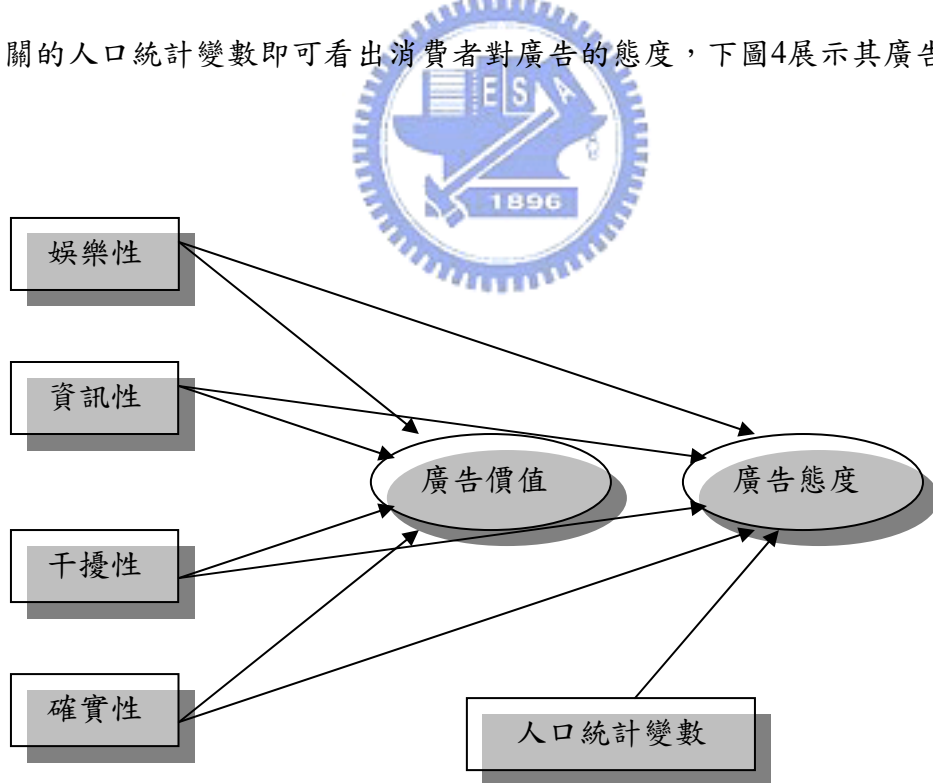 關的人口統計變數即可看出消費者對廣告的態度,下圖4展示其廣告
ESA
1896
娛樂性
資訊性
廣告價值
廣告態度
干擾性
確實性
人口統計變數